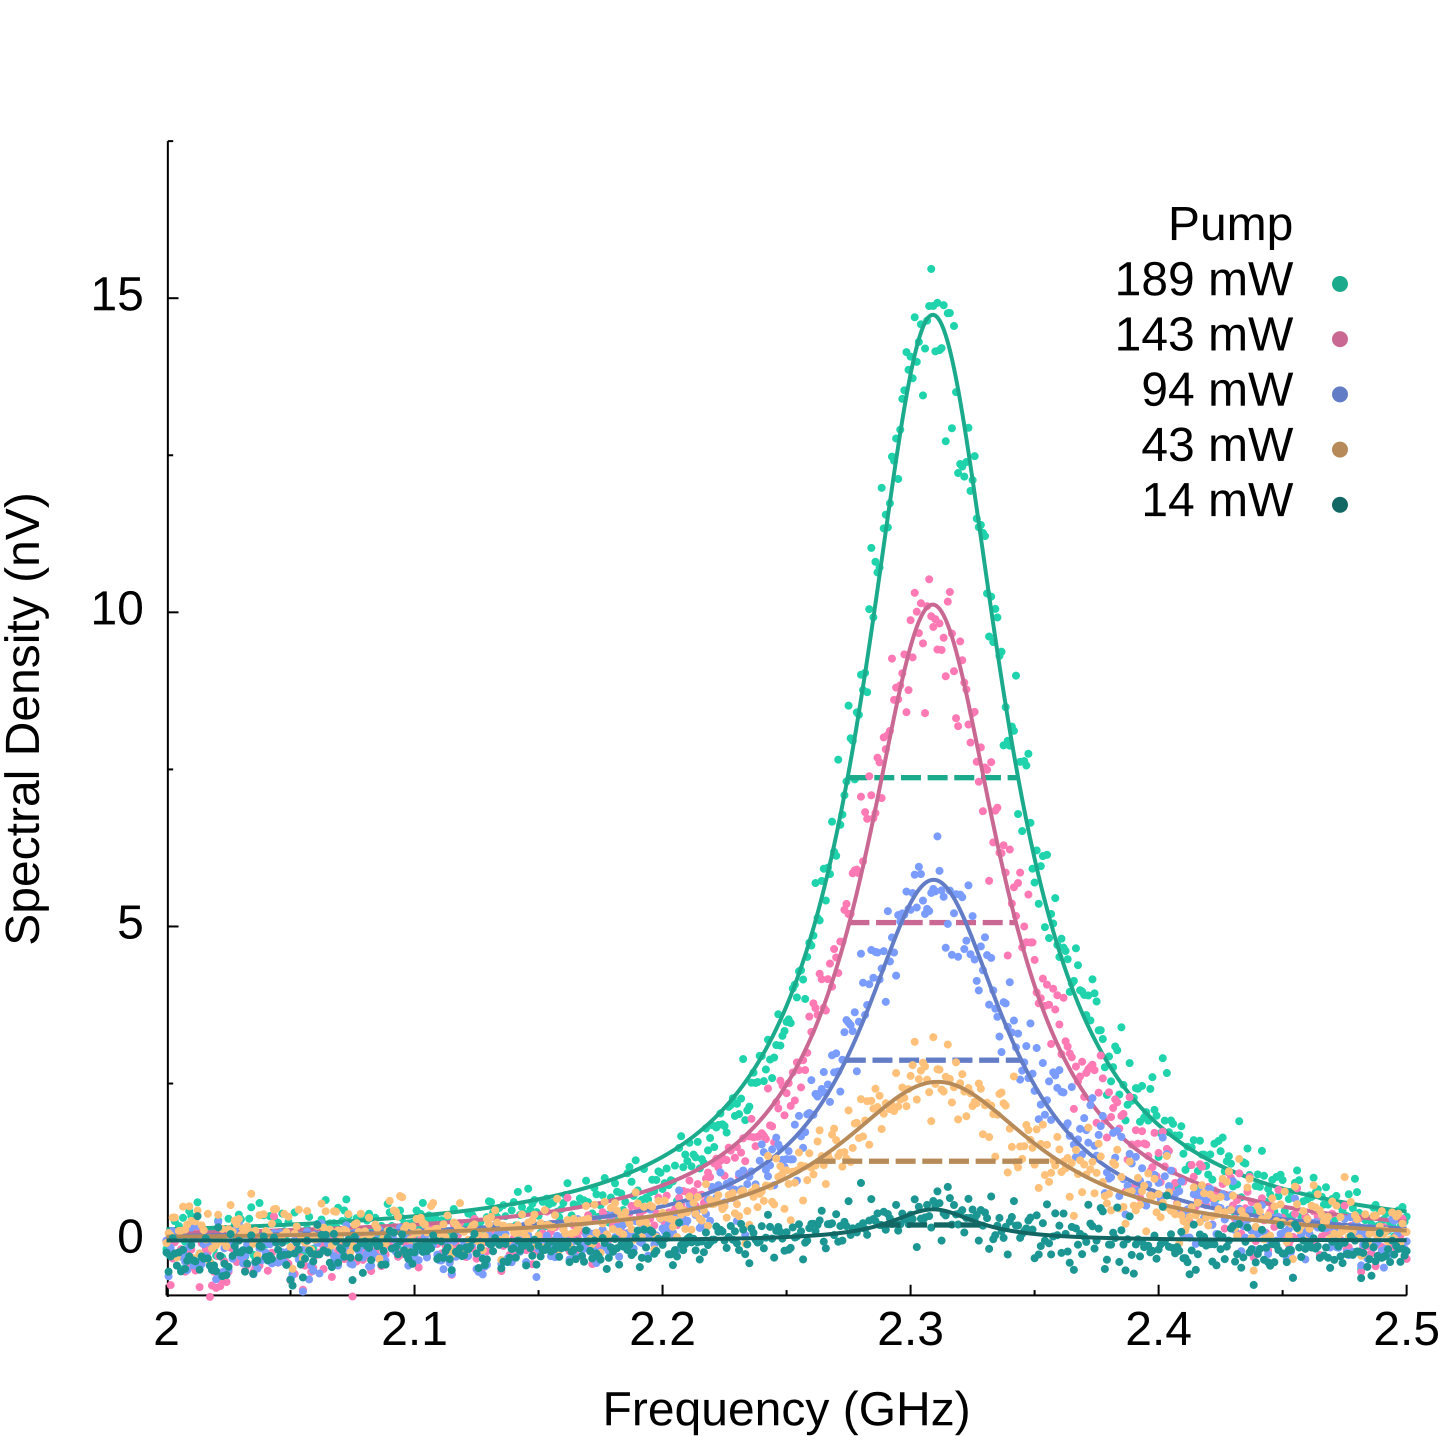 Pump
189 mW
143 mW
94 mW
43 mW
14 mW
15
10
5
0
Spectral Density (nV)
2
2.1
2.2
2.3
2.4
2.5
Frequency (GHz)